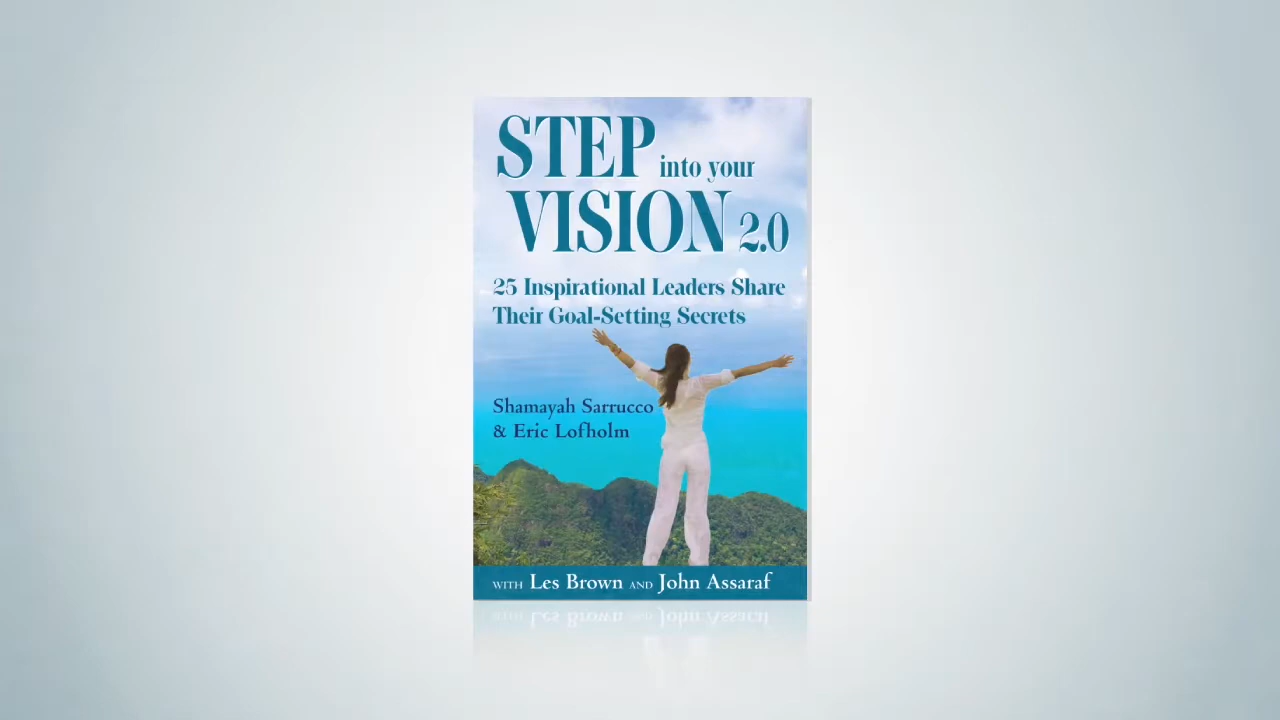 STEP into your
VISION 2.0
25 Inspirational Leaders Share
Their Goal-Setting Secrets
Shamayah Sarrucco
& Eric Lofholm
WITH Les Brown AND John Assaraf